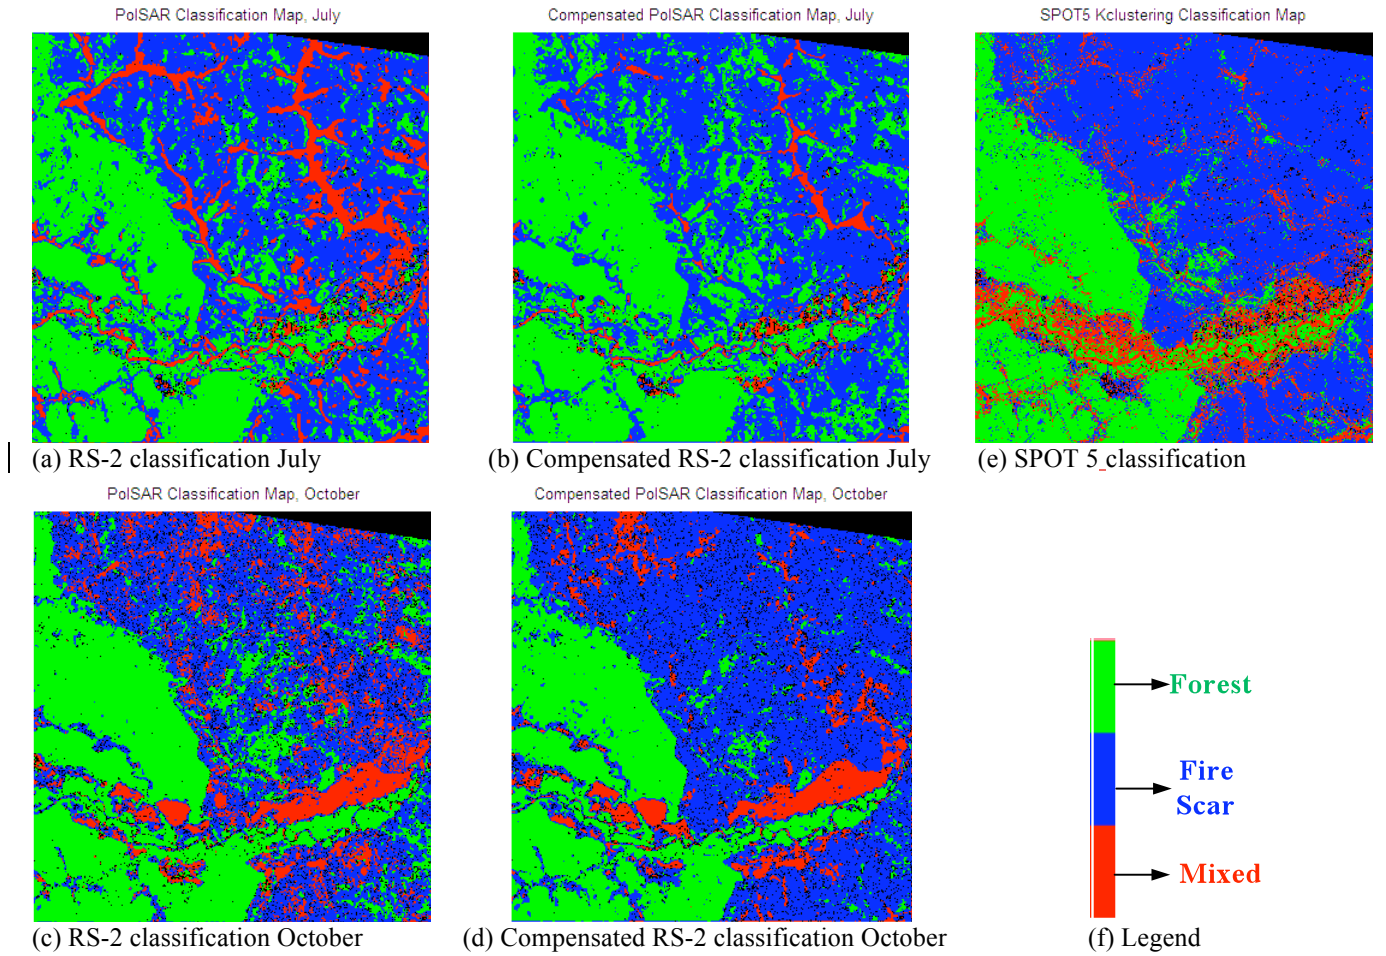 PolSAR Classification Map, July
Compensated PolSAR Classification Map, July
SPOT5 Kclustering Classification Map
(a) RS-2 classification July
(b) Compensated RS-2 classification July
(e) SPOT 5 classification
PolSAR Classification Map, October
Compensated PolSAR Classification Map, October
Forest
Fire
Scar
Mixed
(c) RS-2 classification October
(d) Compensated RS-2 classification October
(f) Legend